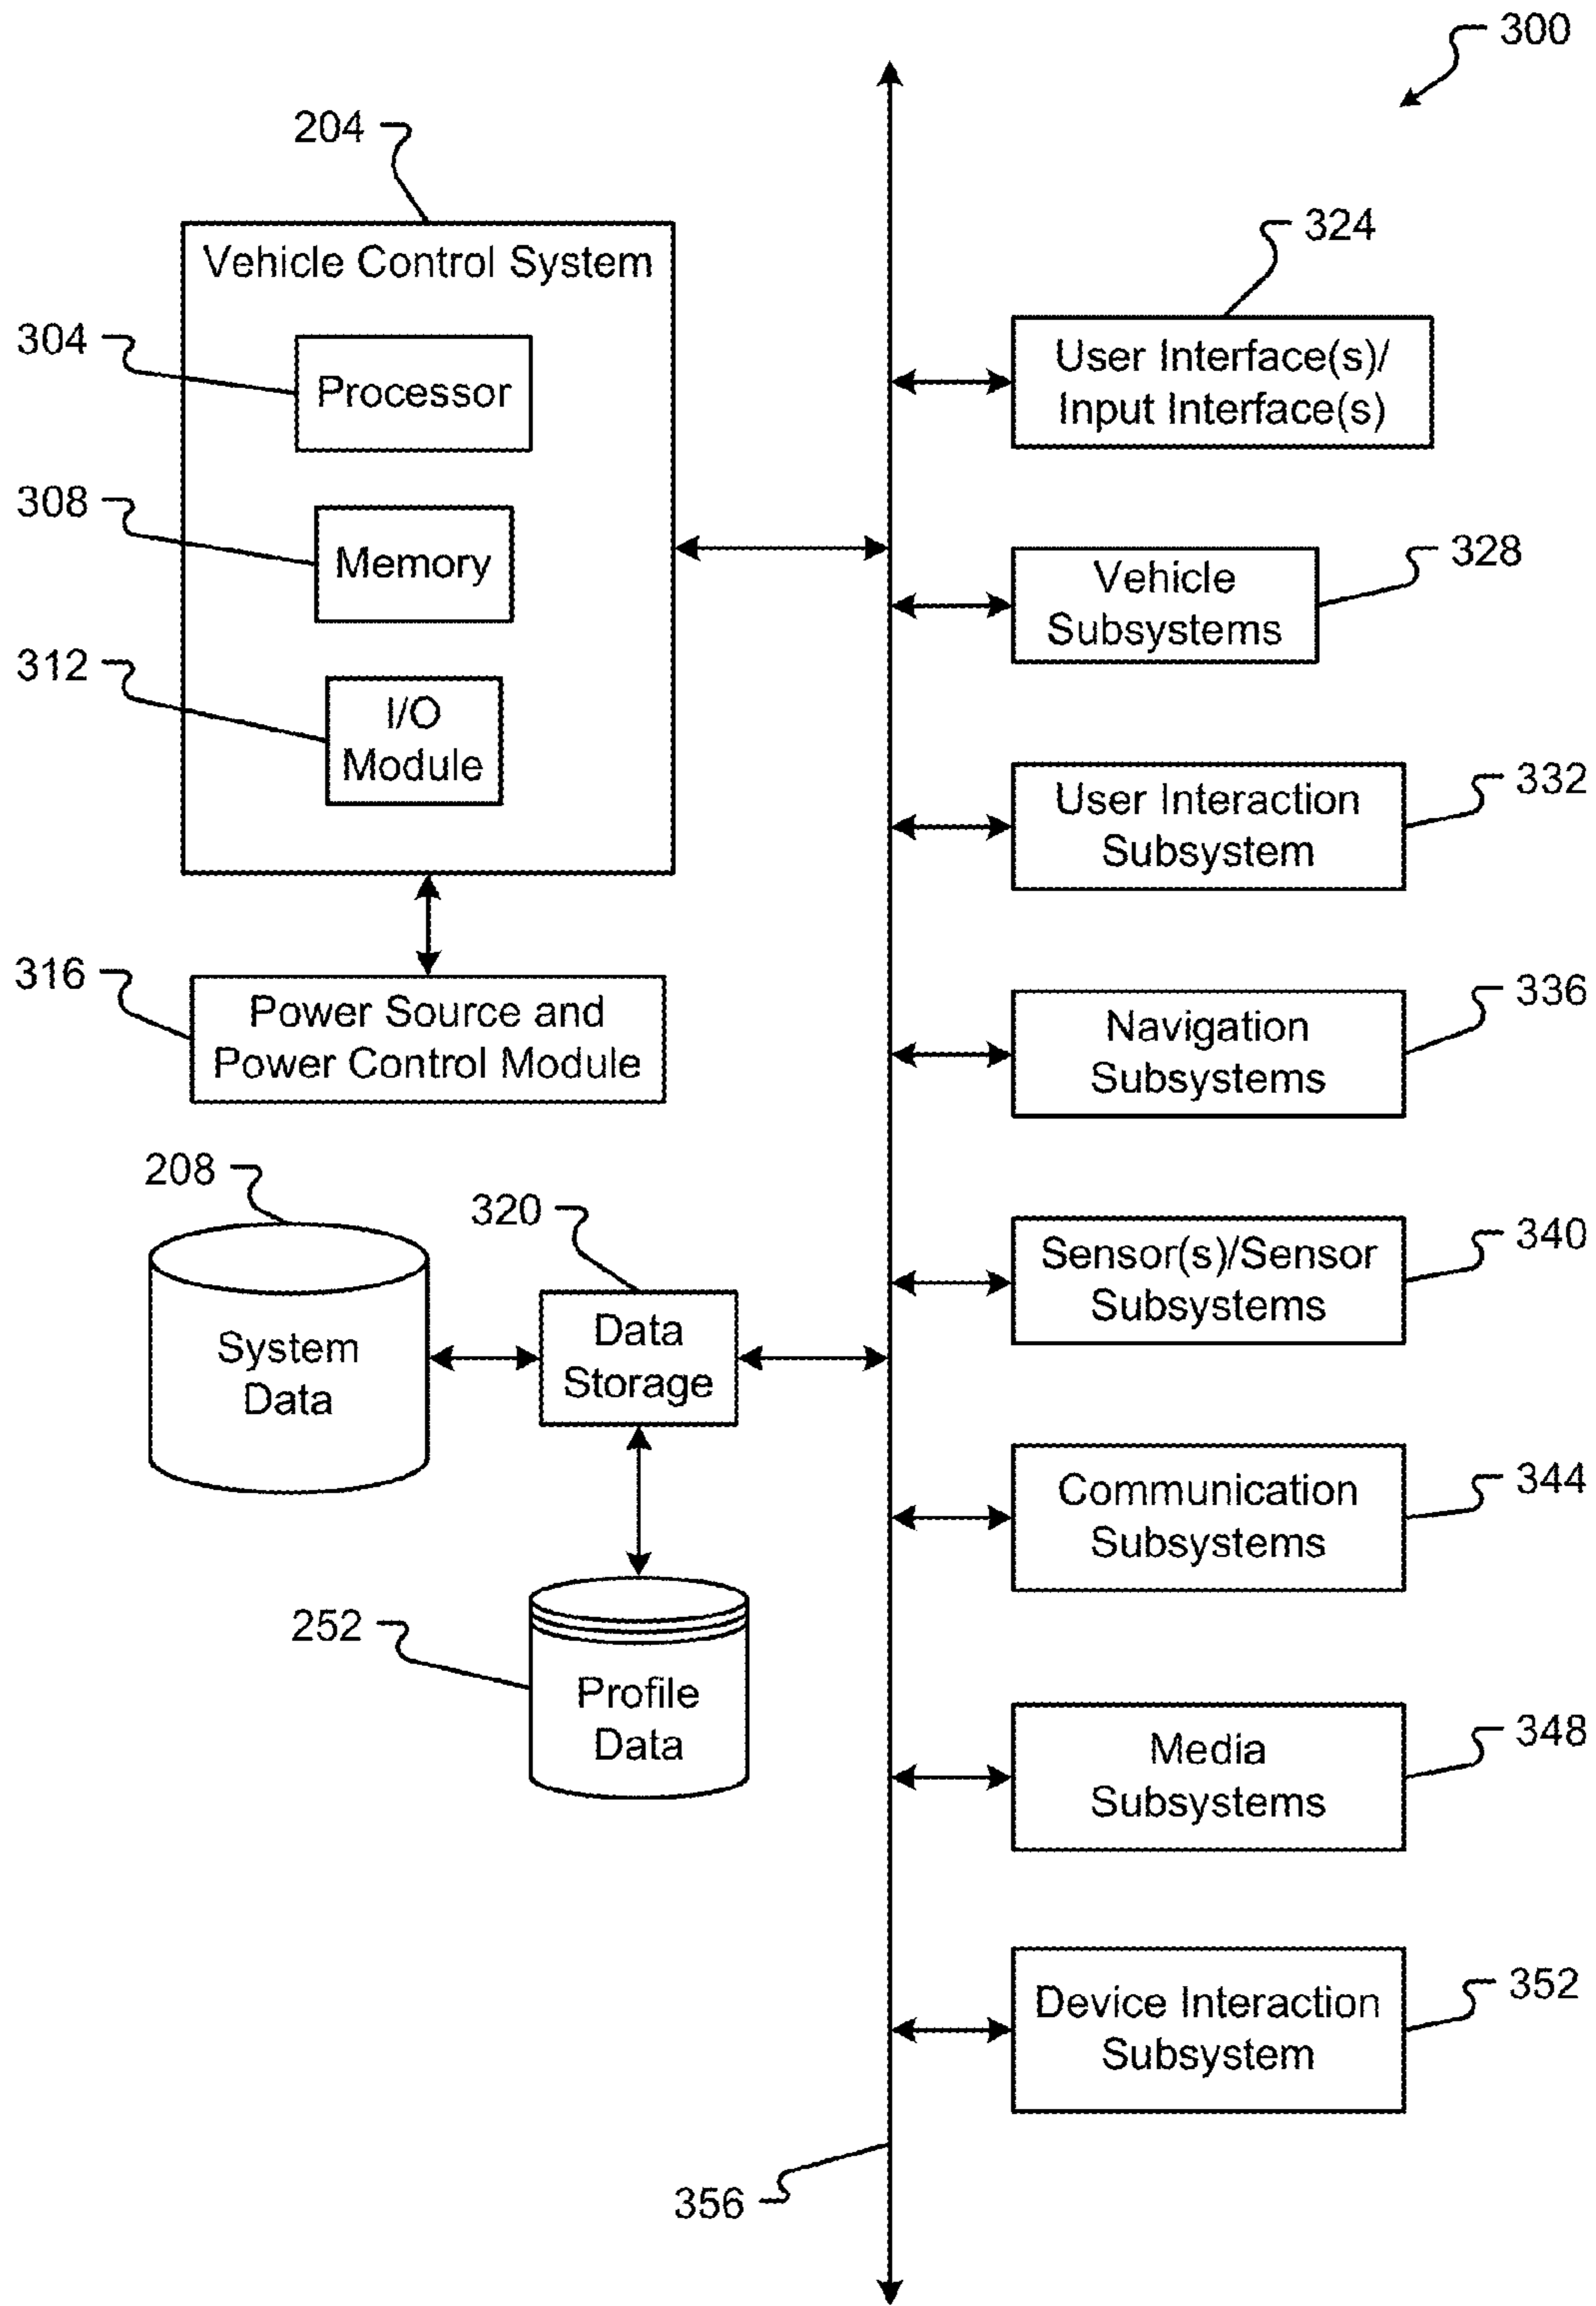 300
204
Vehicle Control System
304
Processor
308
Memory
312
I/O
Module
316
Power Source and
Power Control Module
208
System
Data
320
Data
Storage
252
Profile
Data
324
User Interface(s)/
Input Interface(s)
328
Vehicle
Subsystems
332
User Interaction
Subsystem
336
Navigation
Subsystems
340
Sensor(s)/Sensor
Subsystems
344
Communication
Subsystems
348
Media
Subsystems
352
Device Interaction
Subsystem
356